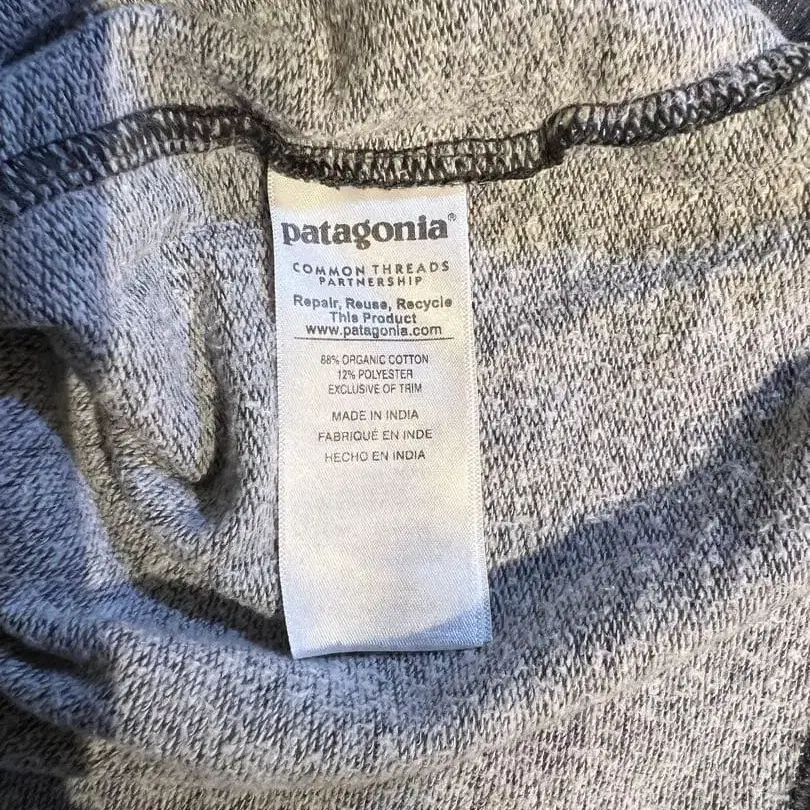 patagonia®
COMMON THREADS
PARTNERSHIP
Repair, Reuse, Recycle
This Product
www.patagonia.com
88% ORGANIC COTTON
12% POLYESTER
EXCLUSIVE OF TRIM
MADE IN INDIA
FABRIQUÉ EN INDE
HECHO EN INDIA